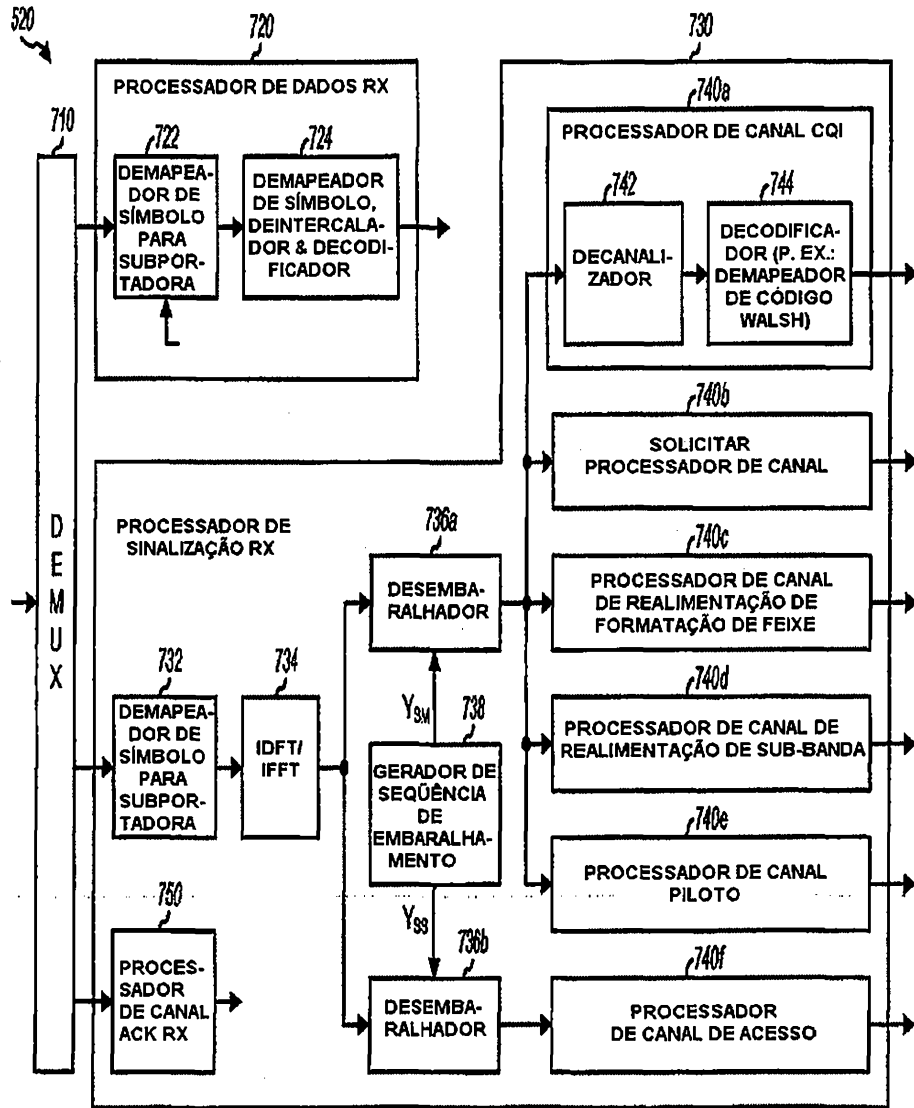 520
720
PROCESSADOR DE DADOS RX
722
DEMAPEA-
DOR DE
SÍMBOLO
PARA
SUBPOR-
TADORA
724
DEMAPEADOR
DE SÍMBOLO,
DEINTERCALA-
DOR & DECODI-
FICADOR
710
DEMUX
730
740a
PROCESSADOR DE CANAL CQI
742
DECANALI-
ZADOR
744
DECODIFICA-
DOR (P. EX.:
DEMAPEADOR
DE CÓDIGO
WALSH)
740b
SOLICITAR
PROCESSADOR DE CANAL
PROCESSADOR DE
SINALIZAÇÃO RX
736a
DESEMBA-
RALHADOR
740c
PROCESSADOR DE CANAL
DE REALIMENTAÇÃO DE
FORMATAÇÃO DE FEIXE
732
DEMAPEA-
DOR DE
SÍMBOLO
PARA
SUBPOR-
TADORA
734
IDFT/
IFFT
YSM
738
GERADOR DE
SEQÜÊNCIA
DE
EMBARALHA-
MENTO
740d
PROCESSADOR DE CANAL DE
REALIMENTAÇÃO DE SUB-BANDA
740e
PROCESSADOR DE CANAL
PILOTO
750
PROCES-
SADOR
DE CANAL
ACK RX
YSS
736b
DESEMBA-
RALHADOR
740f
PROCESSADOR
DE CANAL DE ACESSO